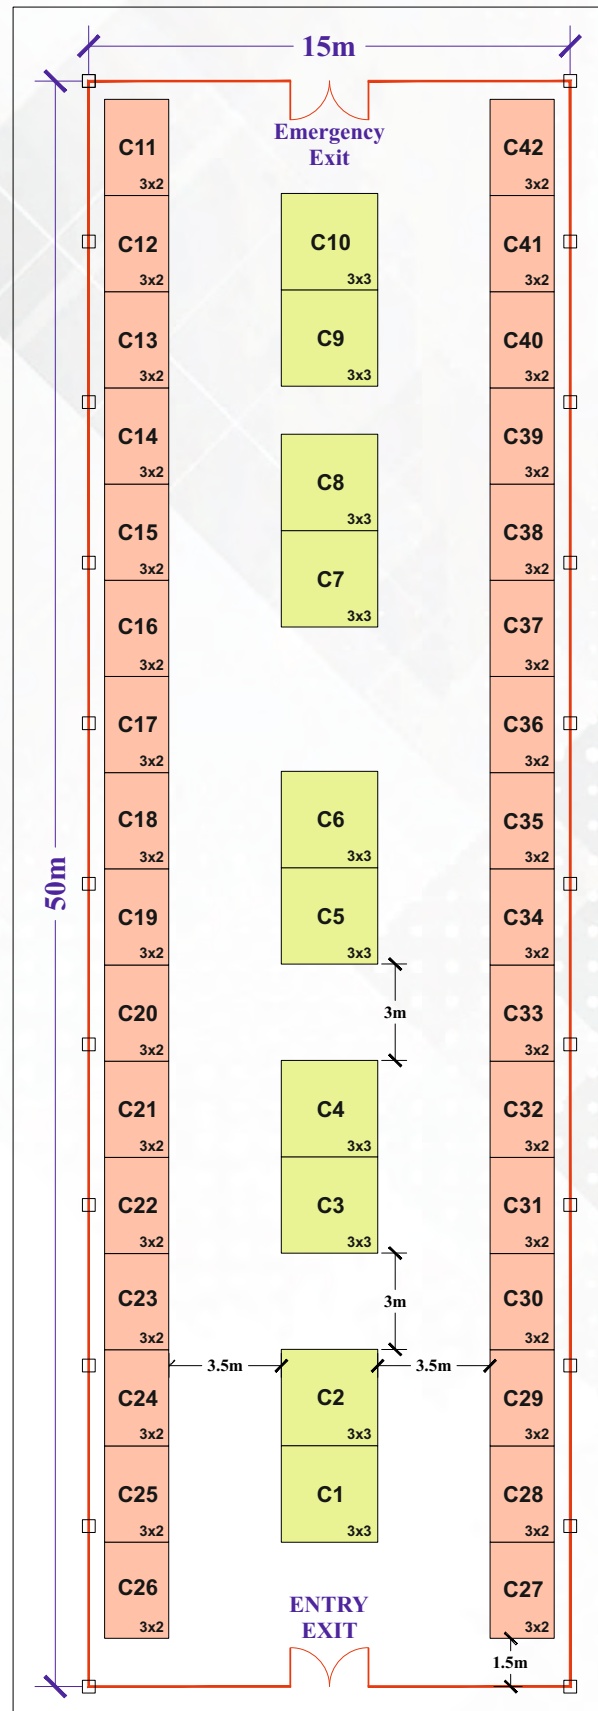 15m
Emergency
Exit
C11
3x2
C42
3x2
C12
3x2
C10
3x3
C41
3x2
C13
3x2
C9
3x3
C40
3x2
C14
3x2
C39
3x2
C8
3x3
C15
3x2
C38
3x2
C7
3x3
C16
3x2
C37
3x2
C17
3x2
C36
3x2
C18
3x2
C6
3x3
C35
3x2
50m
C19
3x2
C5
3x3
C34
3x2
3m
C20
3x2
C33
3x2
C21
3x2
C4
3x3
C32
3x2
C22
3x2
C3
3x3
C31
3x2
3m
C23
3x2
C30
3x2
3.5m
3.5m
C24
3x2
C2
3x3
C29
3x2
C25
3x2
C1
3x3
C28
3x2
C26
3x2
ENTRY
EXIT
C27
3x2
1.5m